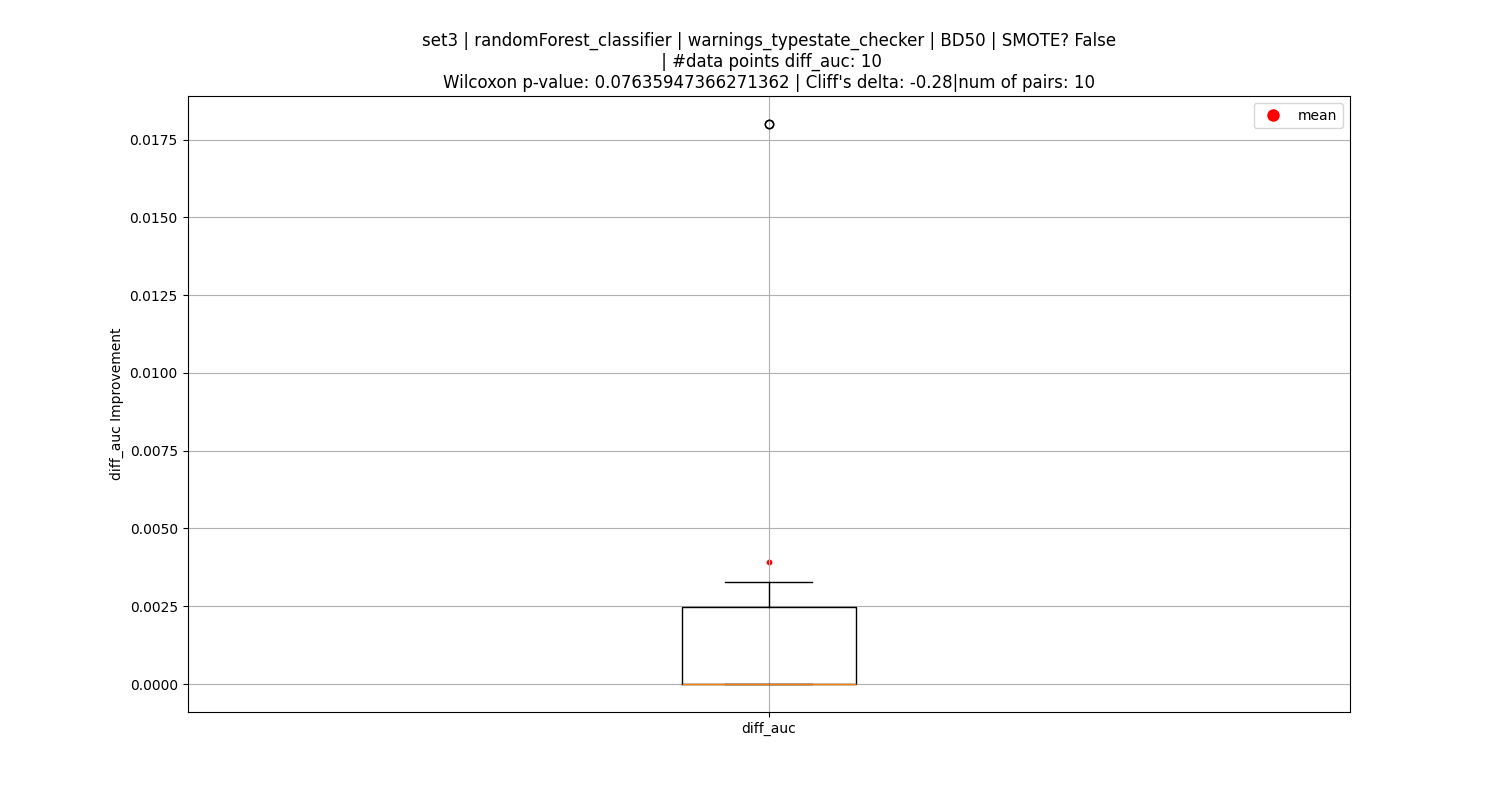 set3 | randomForest_classifier | warnings_typestate_checker | BD50 | SMOTE? False
| #data points diff_auc: 10
Wilcoxon p-value: 0.07635947366271362 | Cliff's delta: -0.28|num of pairs: 10
mean
0.0175
0.0150
0.0125
0.0100
0.0075
0.0050
0.0025
0.0000
diff_auc Improvement
diff_auc